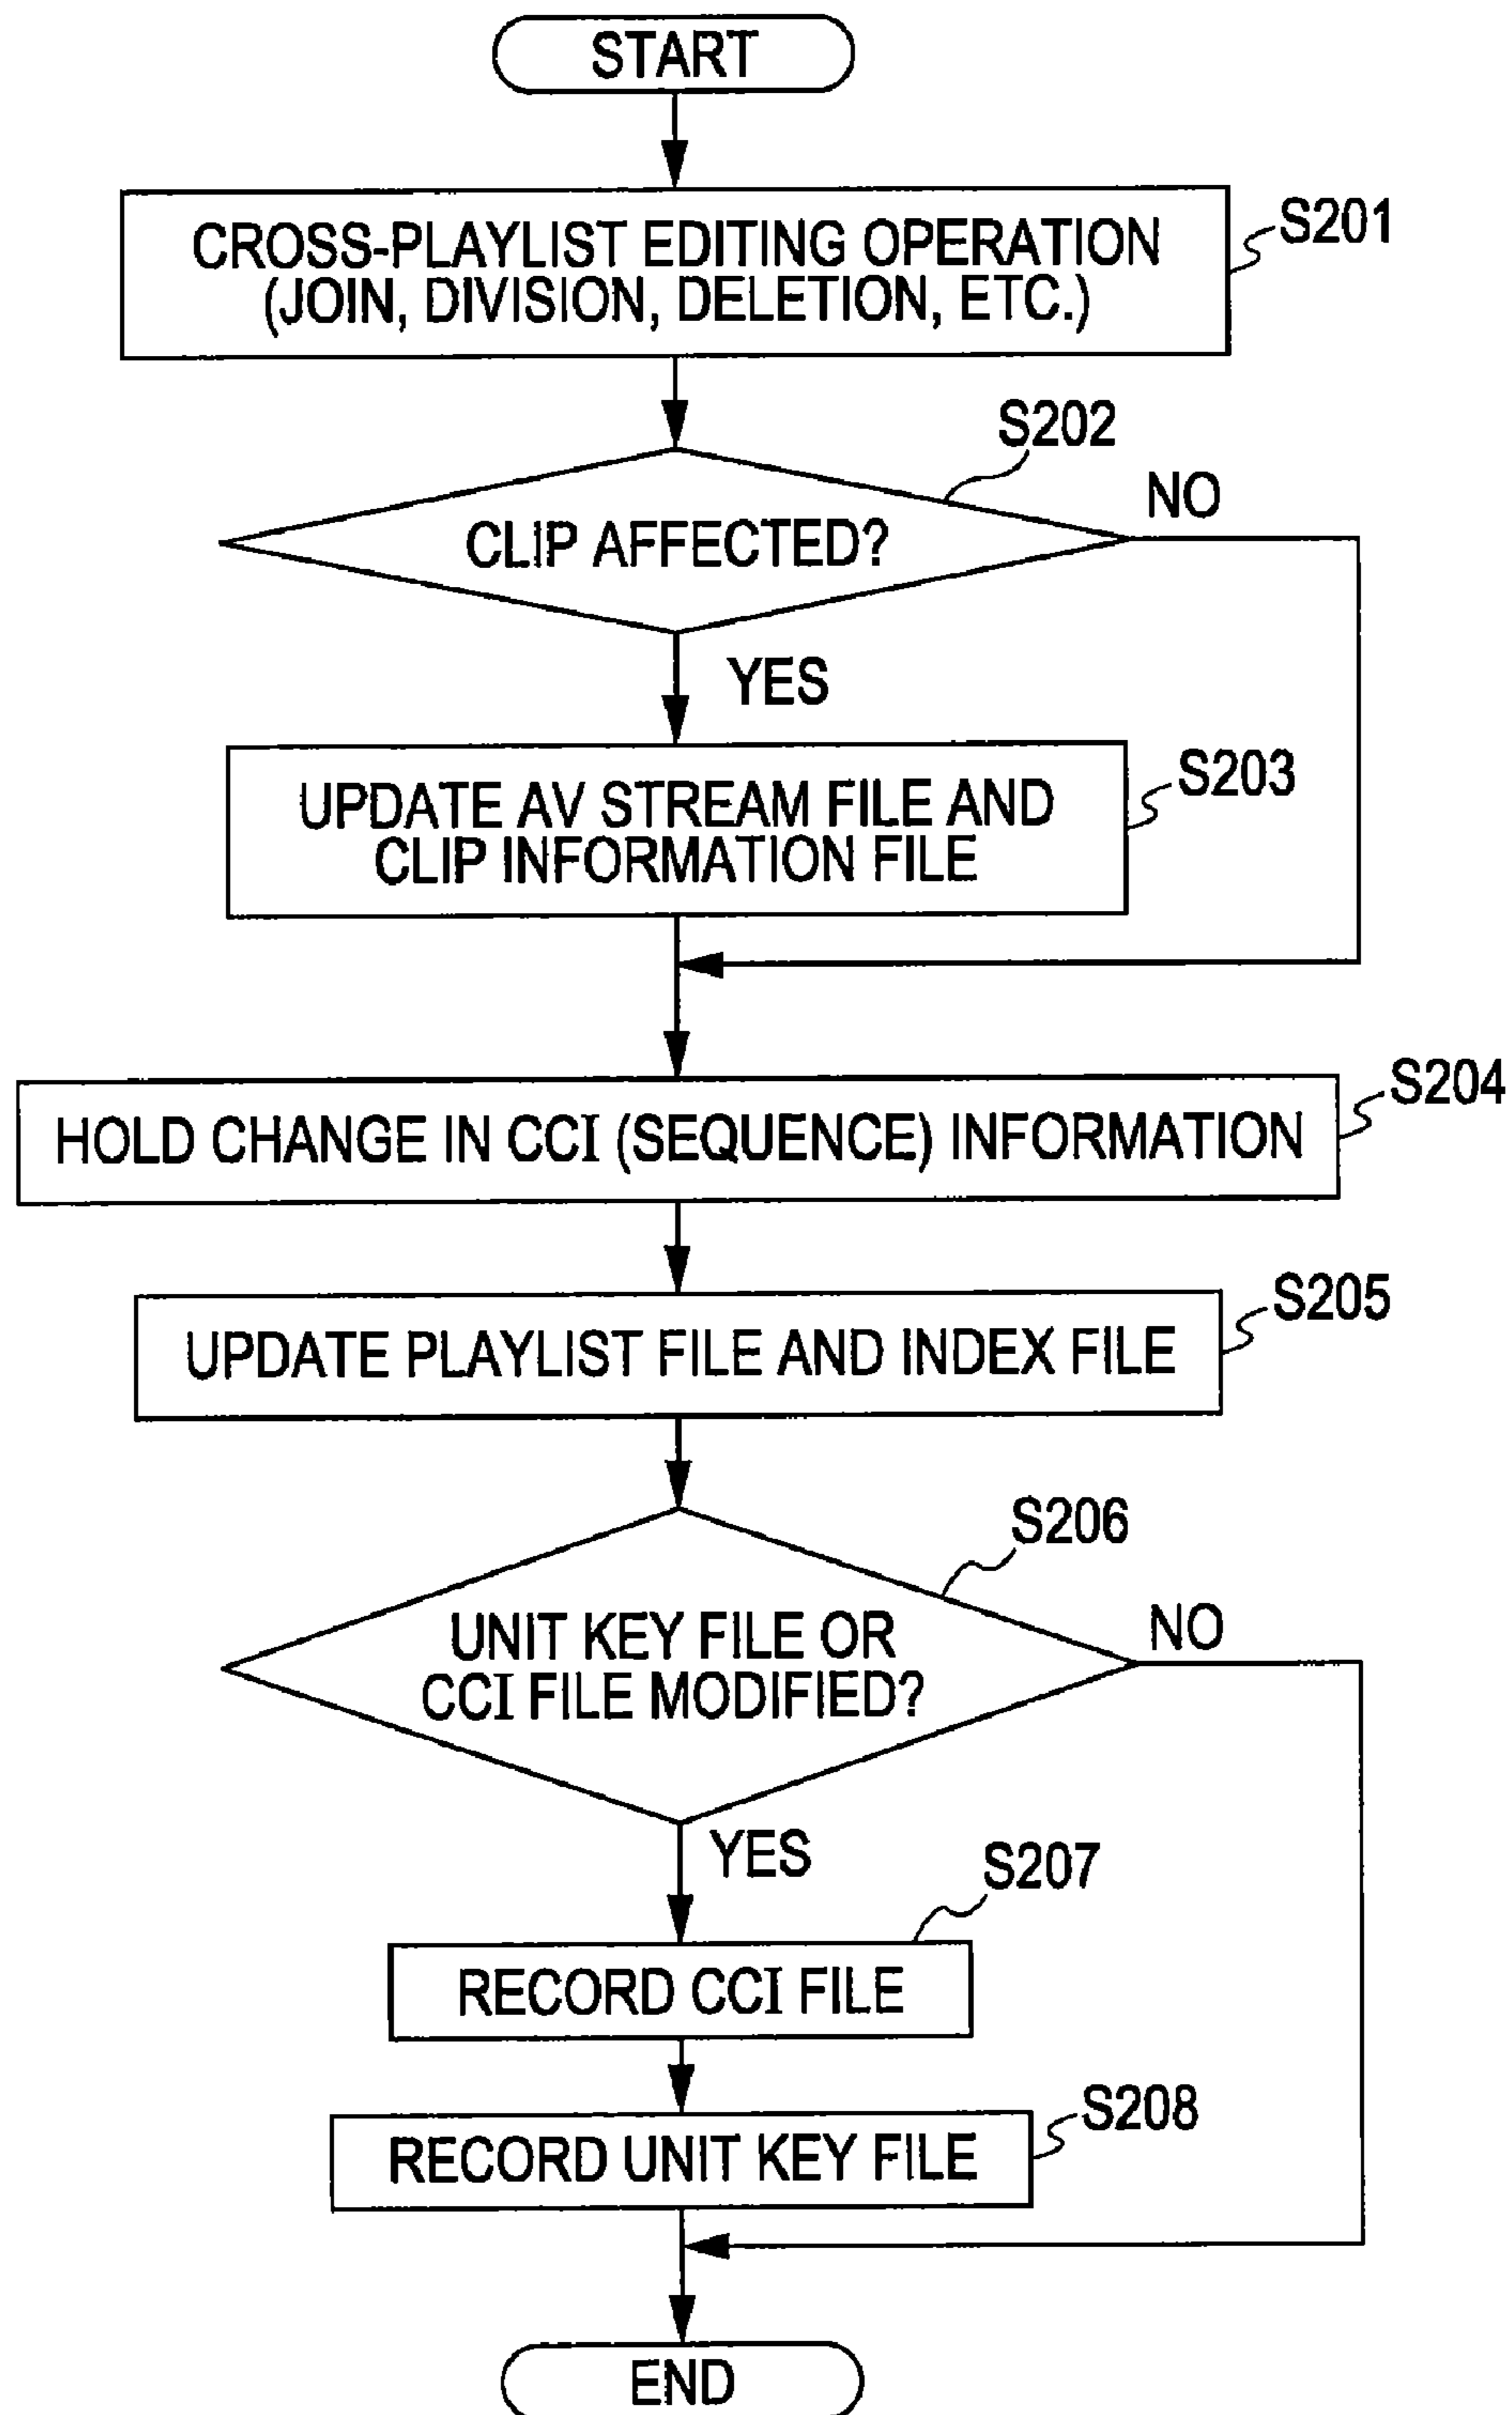 START
CROSS-PLAYLIST EDITING OPERATION
(JOIN, DIVISION, DELETION, ETC.)
S201
S202
CLIP AFFECTED?
NO
YES
UPDATE AV STREAM FILE AND
CLIP INFORMATION FILE
S203
HOLD CHANGE IN CCI (SEQUENCE) INFORMATION
S204
UPDATE PLAYLIST FILE AND INDEX FILE
S205
S206
UNIT KEY FILE OR
CCI FILE MODIFIED?
NO
YES
S207
RECORD CCI FILE
S208
RECORD UNIT KEY FILE
END